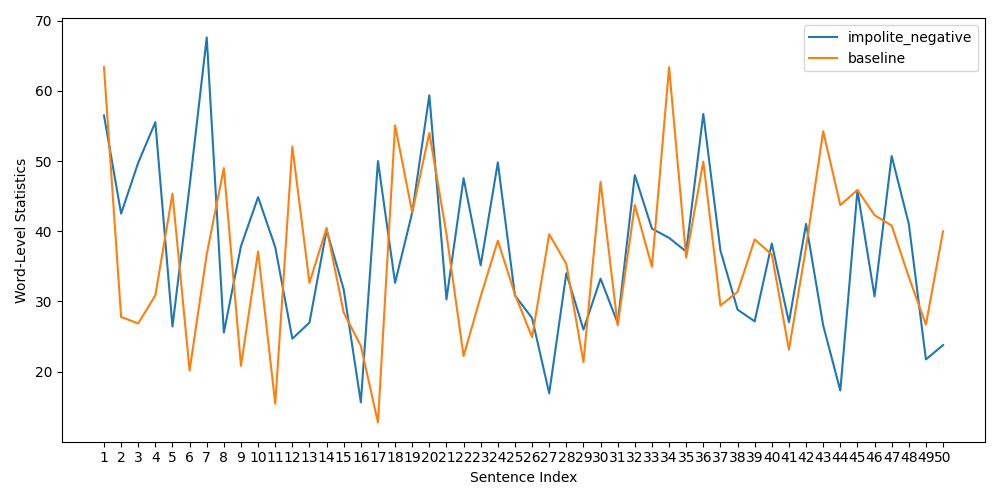 impolite_negative
baseline
Word-Level Statistics
70
60
50
40
30
20
1 2 3 4 5 6 7 8 9 10 11 12 13 14 15 16 17 18 19 20 21 22 23 24 25 26 27 28 29 30 31 32 33 34 35 36 37 38 39 40 41 42 43 44 45 46 47 48 49 50
Sentence Index